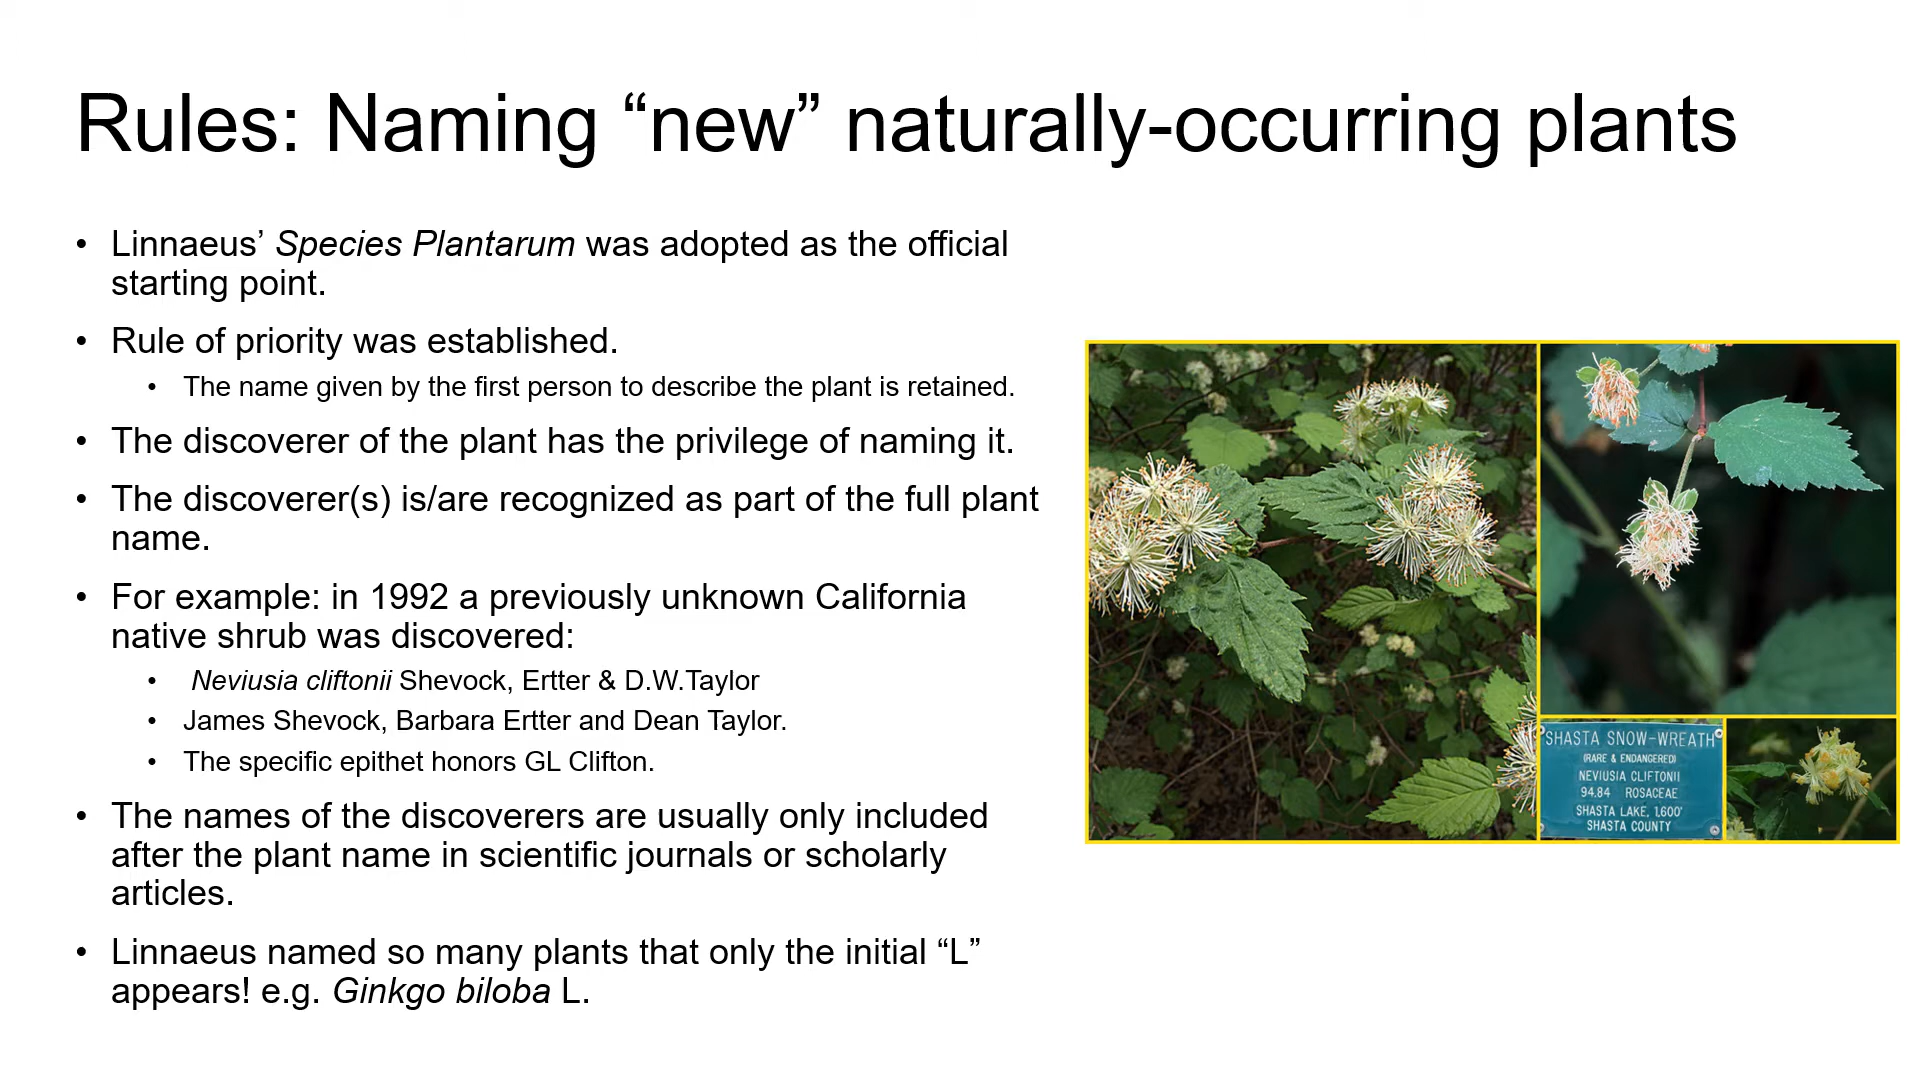 Rules: Naming “new” naturally-occurring plants
• Linnaeus’ Species Plantarum was adopted as the official
starting point.
• Rule of priority was established.
• The name given by the first person to describe the plant is retained.
• The discoverer of the plant has the privilege of naming it.
• The discoverer(s) is/are recognized as part of the full plant
name.
• For example: in 1992 a previously unknown California
native shrub was discovered:
• Neviusia cliftonii Shevock, Ertter & D.W.Taylor
• James Shevock, Barbara Ertter and Dean Taylor.
• The specific epithet honors GL Clifton.
• The names of the discoverers are usually only included
after the plant name in scientific journals or scholarly
articles.
• Linnaeus named so many plants that only the initial “L”
appears! e.g. Ginkgo biloba L.
SHASTA SNOW-WREATH
(RARE & ENDANGERED)
NEVIUSIA CLIFTONII
94.84 ROSACEAE
SHASTA LAKE, 1,600'
SHASTA COUNTY